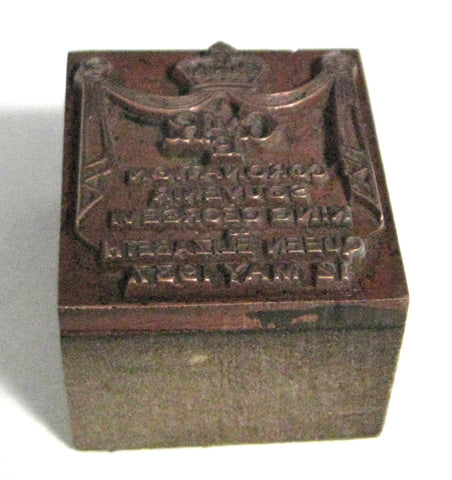 CORONATION
SOUVENIR
KING GEORGE VI
&
QUEEN ELIZABETH
12 MAY 1937